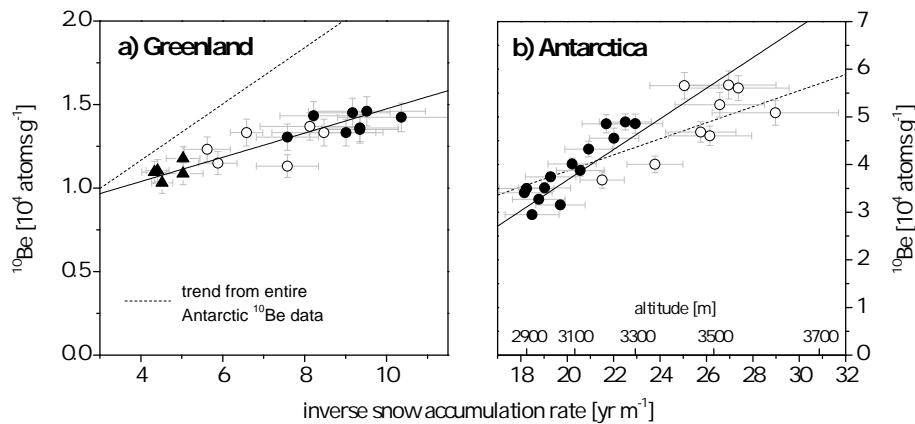 a) Greenland
b) Antarctica
2.0
1.5
1.0
0.5
0.0
¹⁰Be [10⁴ atoms g⁻¹]
trend from entire
Antarctic ¹⁰Be data
4 6 8 10
7
6
5
4
3
2
1
0
¹⁰Be [10⁴ atoms g⁻¹]
altitude [m]
2900 3100 3300 3500 3700
18 20 22 24 26 28 30 32
inverse snow accumulation rate [yr m⁻¹]